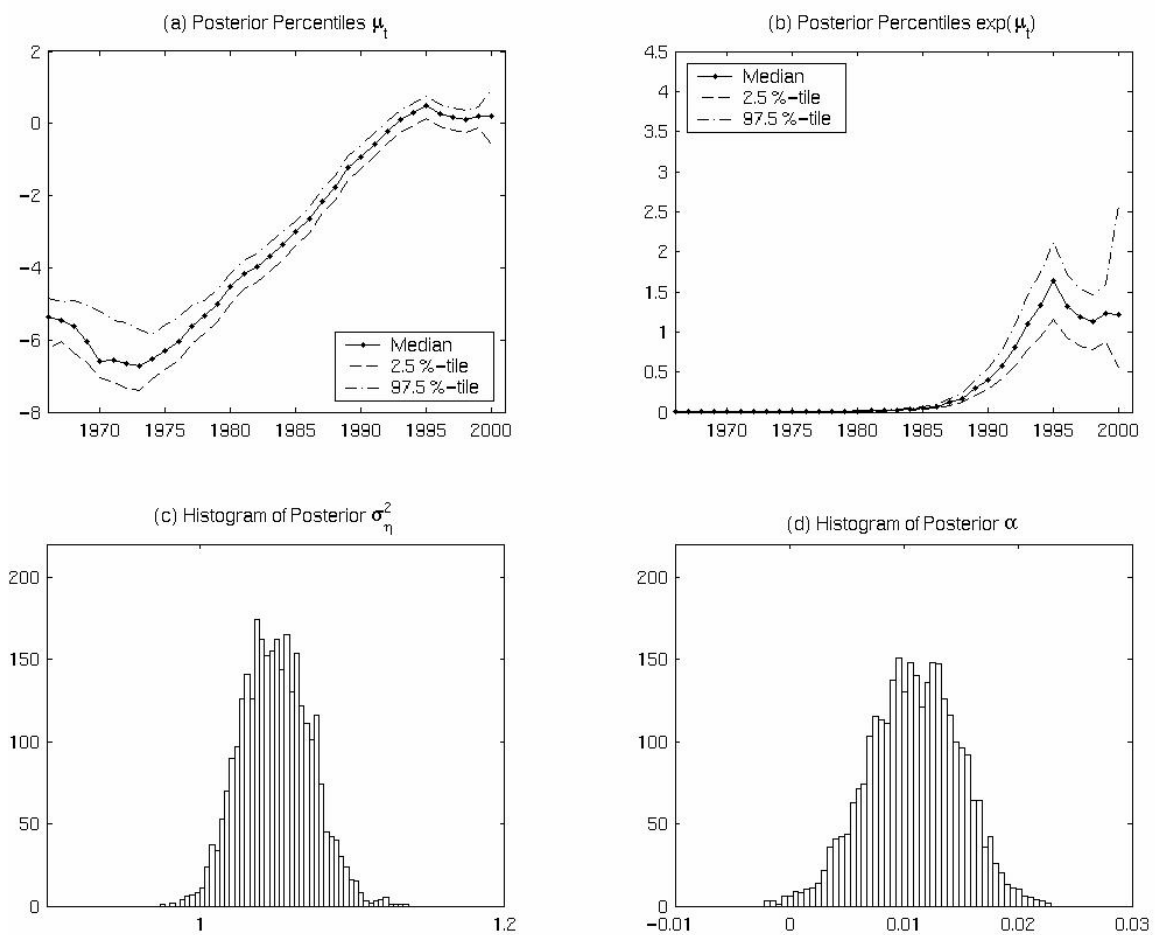 (a) Posterior Percentiles μt
2
0
−2
−4
−6
−8
Median
2.5 %−tile
97.5 %−tile
1970 1975 1980 1985 1990 1995 2000
(b) Posterior Percentiles exp(μt)
4.5
4
3.5
3
2.5
2
1.5
1
0.5
0
Median
2.5 %−tile
97.5 %−tile
1970 1975 1980 1985 1990 1995 2000
(c) Histogram of Posterior σ²η
200
150
100
50
0
1 1.2
(d) Histogram of Posterior α
200
150
100
50
0
−0.01 0 0.01 0.02 0.03